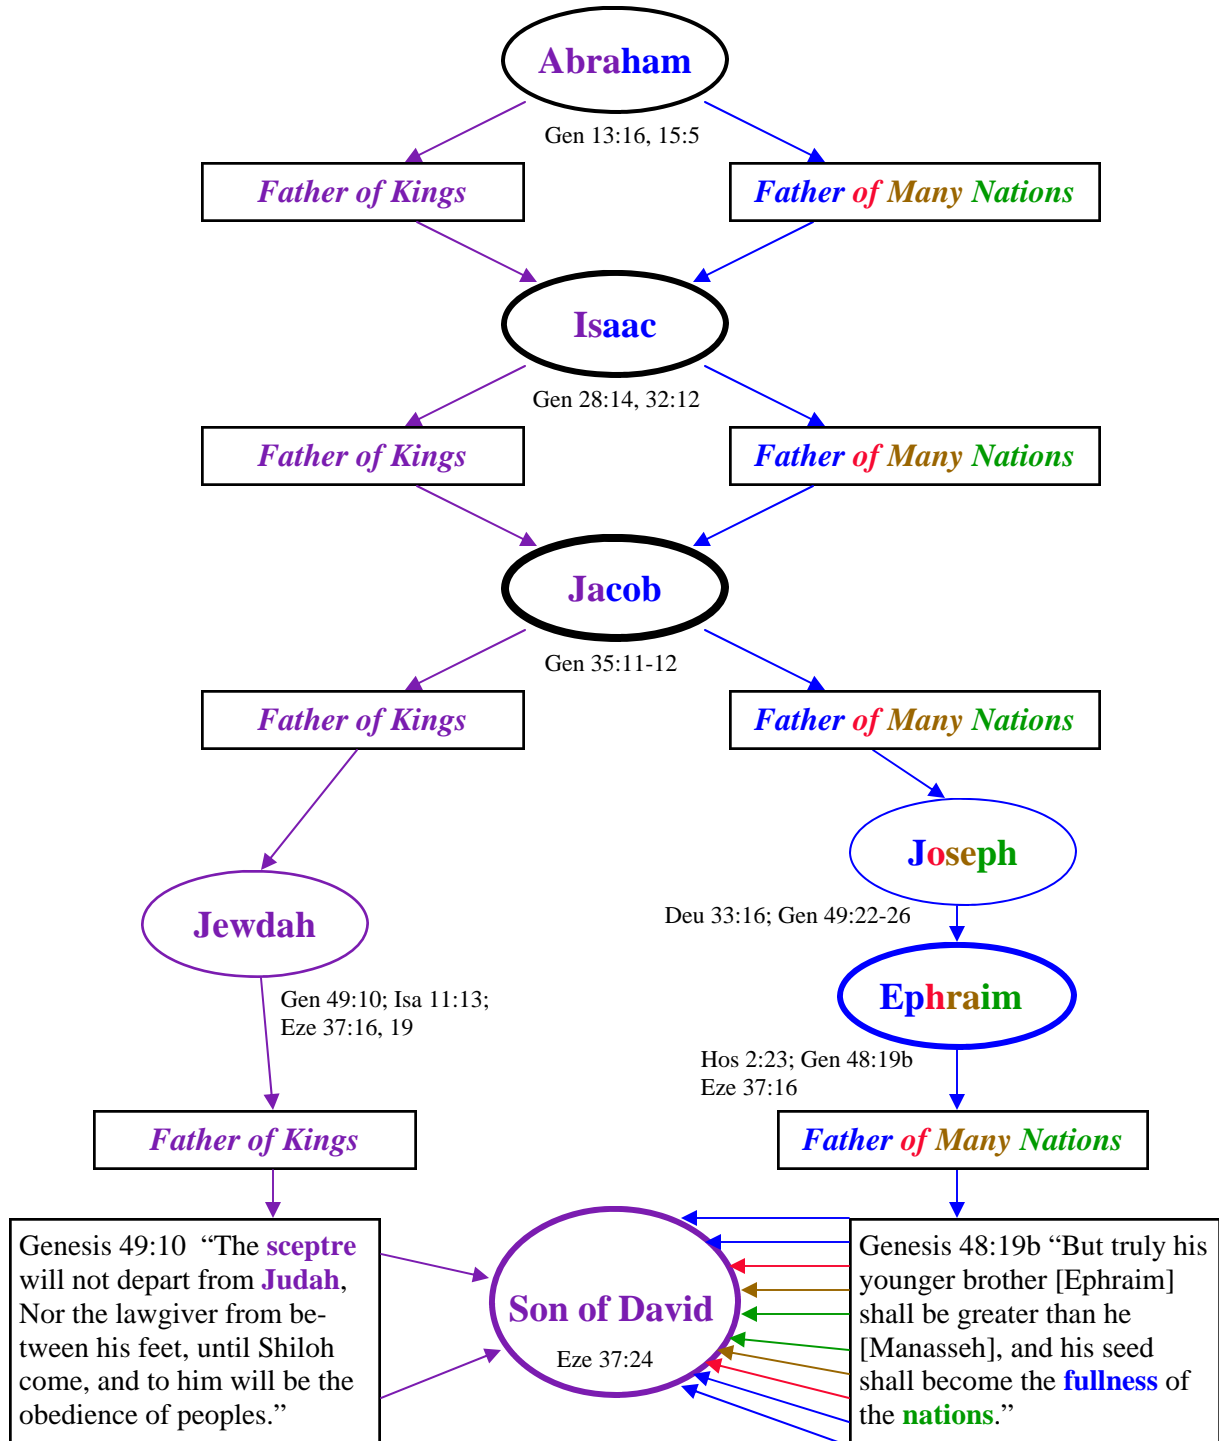 Abraham
Gen 13:16, 15:5
Father of Kings
Father of Many Nations
Isaac
Gen 28:14, 32:12
Father of Kings
Father of Many Nations
Jacob
Gen 35:11-12
Father of Kings
Father of Many Nations
Joseph
Deu 33:16; Gen 49:22-26
Jewdah
Gen 49:10; Isa 11:13;
Eze 37:16, 19
Ephraim
Hos 2:23; Gen 48:19b
Eze 37:16
Father of Kings
Father of Many Nations
Genesis 49:10 “The sceptre
will not depart from Judah,
Nor the lawgiver from be-
tween his feet, until Shiloh
come, and to him will be the
obedience of peoples.”
Son of David
Eze 37:24
Genesis 48:19b “But truly his
younger brother [Ephraim]
shall be greater than he
[Manasseh], and his seed
shall become the fullness of
the nations.”